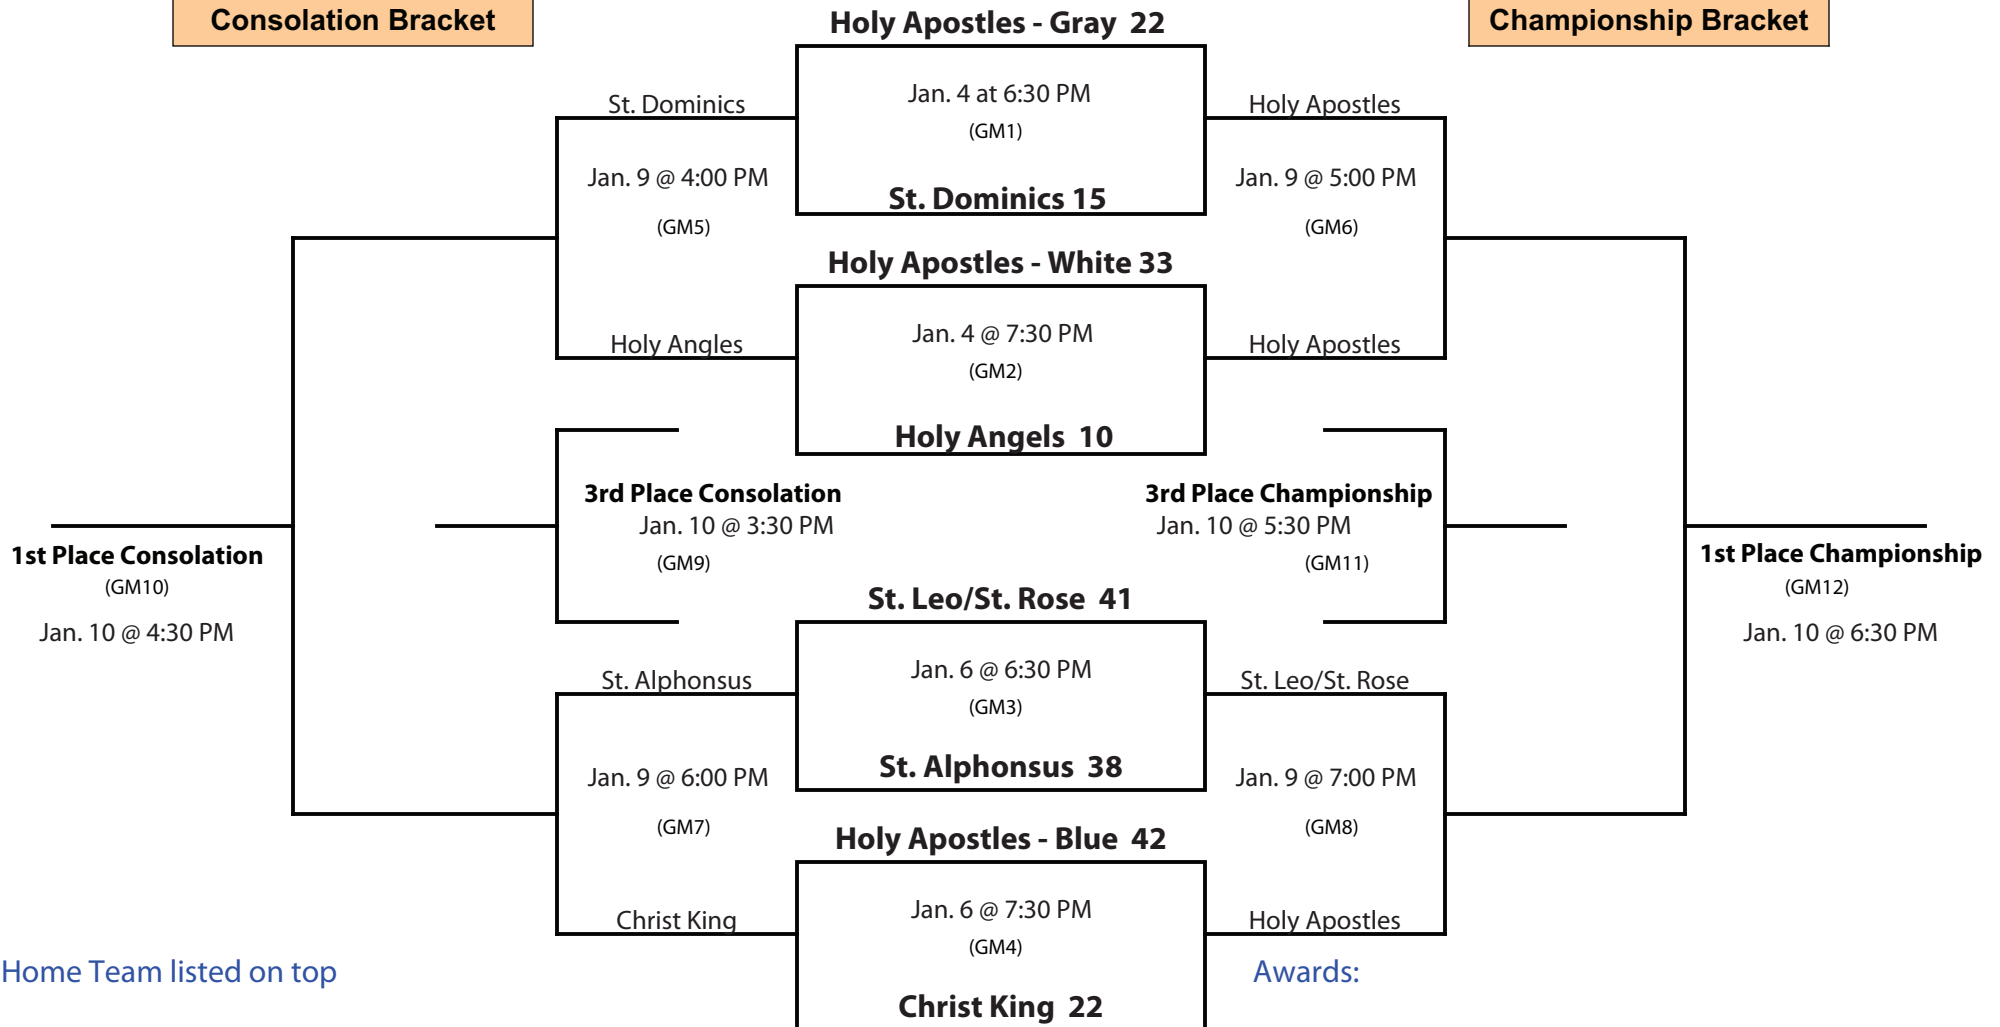 Consolation Bracket
Holy Apostles - Gray 22
Championship Bracket
St. Dominics
Jan. 4 at 6:30 PM
Holy Apostles
(GM1)
Jan. 9 @ 4:00 PM
Jan. 9 @ 5:00 PM
St. Dominics 15
(GM5)
(GM6)
Holy Apostles - White 33
Holy Angles
Jan. 4 @ 7:30 PM
Holy Apostles
(GM2)
Holy Angels 10
3rd Place Consolation
3rd Place Championship
Jan. 10 @ 3:30 PM
Jan. 10 @ 5:30 PM
1st Place Consolation
(GM9)
(GM11)
1st Place Championship
(GM10)
(GM12)
St. Leo/St. Rose 41
Jan. 10 @ 4:30 PM
Jan. 10 @ 6:30 PM
St. Alphonsus
Jan. 6 @ 6:30 PM
St. Leo/St. Rose
(GM3)
St. Alphonsus 38
Jan. 9 @ 6:00 PM
Jan. 9 @ 7:00 PM
(GM7)
(GM8)
Holy Apostles - Blue 42
Christ King
Jan. 6 @ 7:30 PM
Holy Apostles
(GM4)
Home Team listed on top
Awards:
Christ King 22